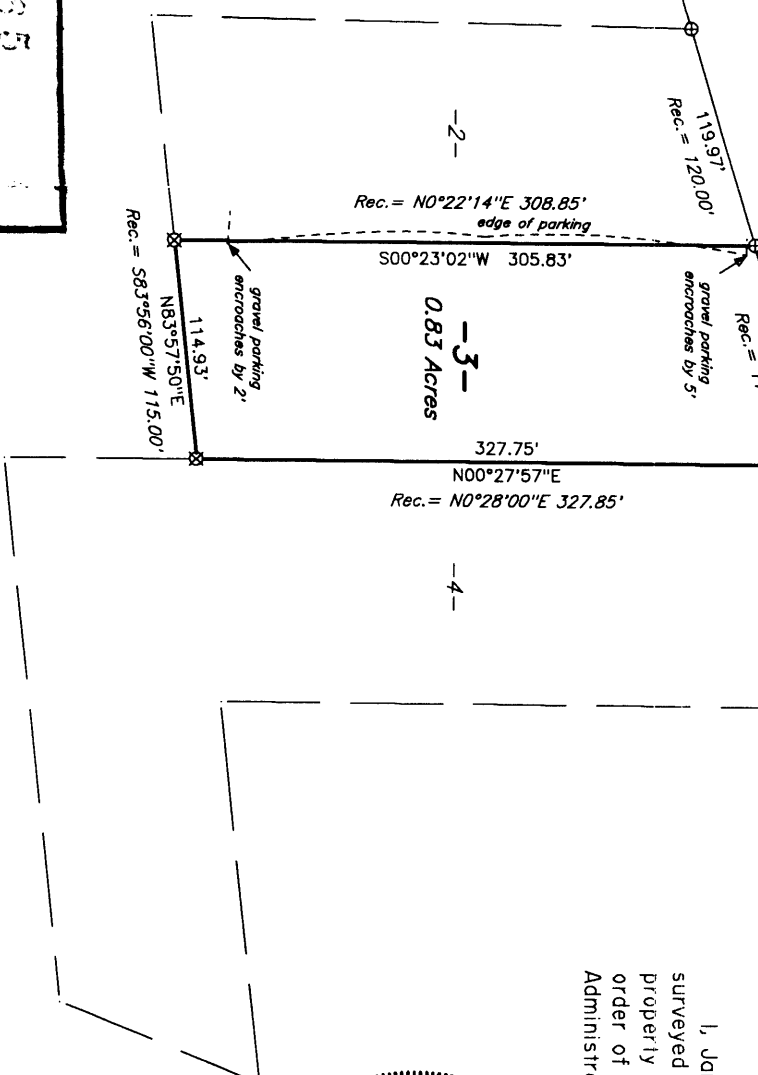 119.97'
Rec.= 120.00'
-2-
Rec.= N0°22'14"E 308.85'
edge of parking
S00°23'02"W 305.83'
gravel parking
encroaches by 5'
Rec.=
gravel parking
encroaches by 2'
114.93'
N83°57'50"E
Rec.= S83°56'00"W 115.00'
-3-
0.83 Acres
327.75'
N00°27'57"E
Rec.= N0°28'00"E 327.85'
-4-
I, Ja
surveyed
property
order of
Administra